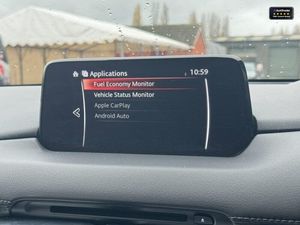 Applications
10:59
Fuel Economy Monitor
Vehicle Status Monitor
Apple CarPlay
Android Auto